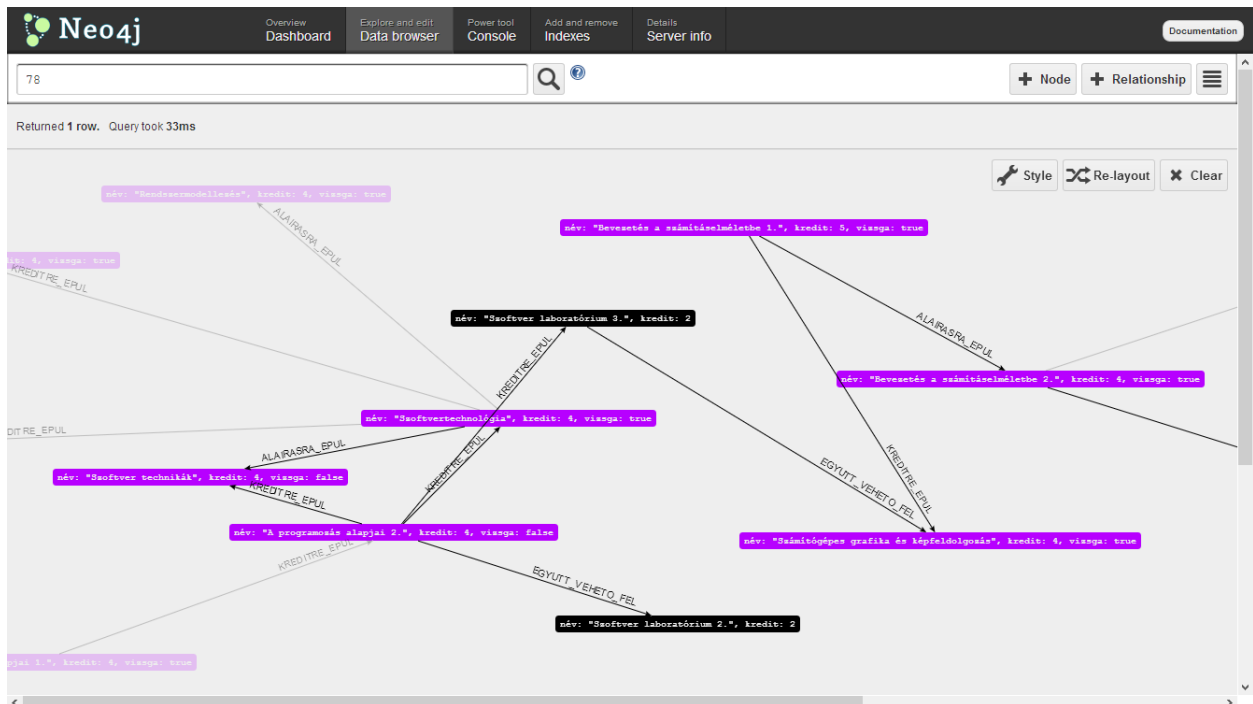 Neo4j
Overview
Dashboard
Explore and edit
Data browser
Power tool
Console
Add and remove
Indexes
Details
Server info
Documentation
78
+ Node
+ Relationship
Returned 1 row. Query took 33ms
Style
Re-layout
Clear
név: "Rendszermodellezés", kredit: 4, vizsga: true
ALAIRASRA_EPUL
név: "Bevezetés a számításelméletbe 1.", kredit: 5, vizsga: true
dit: 4, vizsga: true
KREDITRE_EPUL
név: "Szoftver laboratórium 3.", kredit: 2
ALAIRASRA_EPUL
KREDITRE_EPUL
név: "Bevezetés a számításelméletbe 2.", kredit: 4, vizsga: true
név: "Szoftvertechnológia", kredit: 4, vizsga: true
DITRE_EPUL
ALAIRASRA_EPUL
KREDITRE_EPUL
név: "Szoftver technikák", kredit: 4, vizsga: false
KREDITRE_EPUL
EGYUTT_VEHETO_FEL
KREDITRE_EPUL
név: "A programozás alapjai 2.", kredit: 4, vizsga: false
név: "Számítógépes grafika és képfeldolgozás", kredit: 4, vizsga: true
KREDITRE_EPUL
EGYUTT_VEHETO_FEL
név: "Szoftver laboratórium 2.", kredit: 2
pjai 1.", kredit: 4, vizsga: true